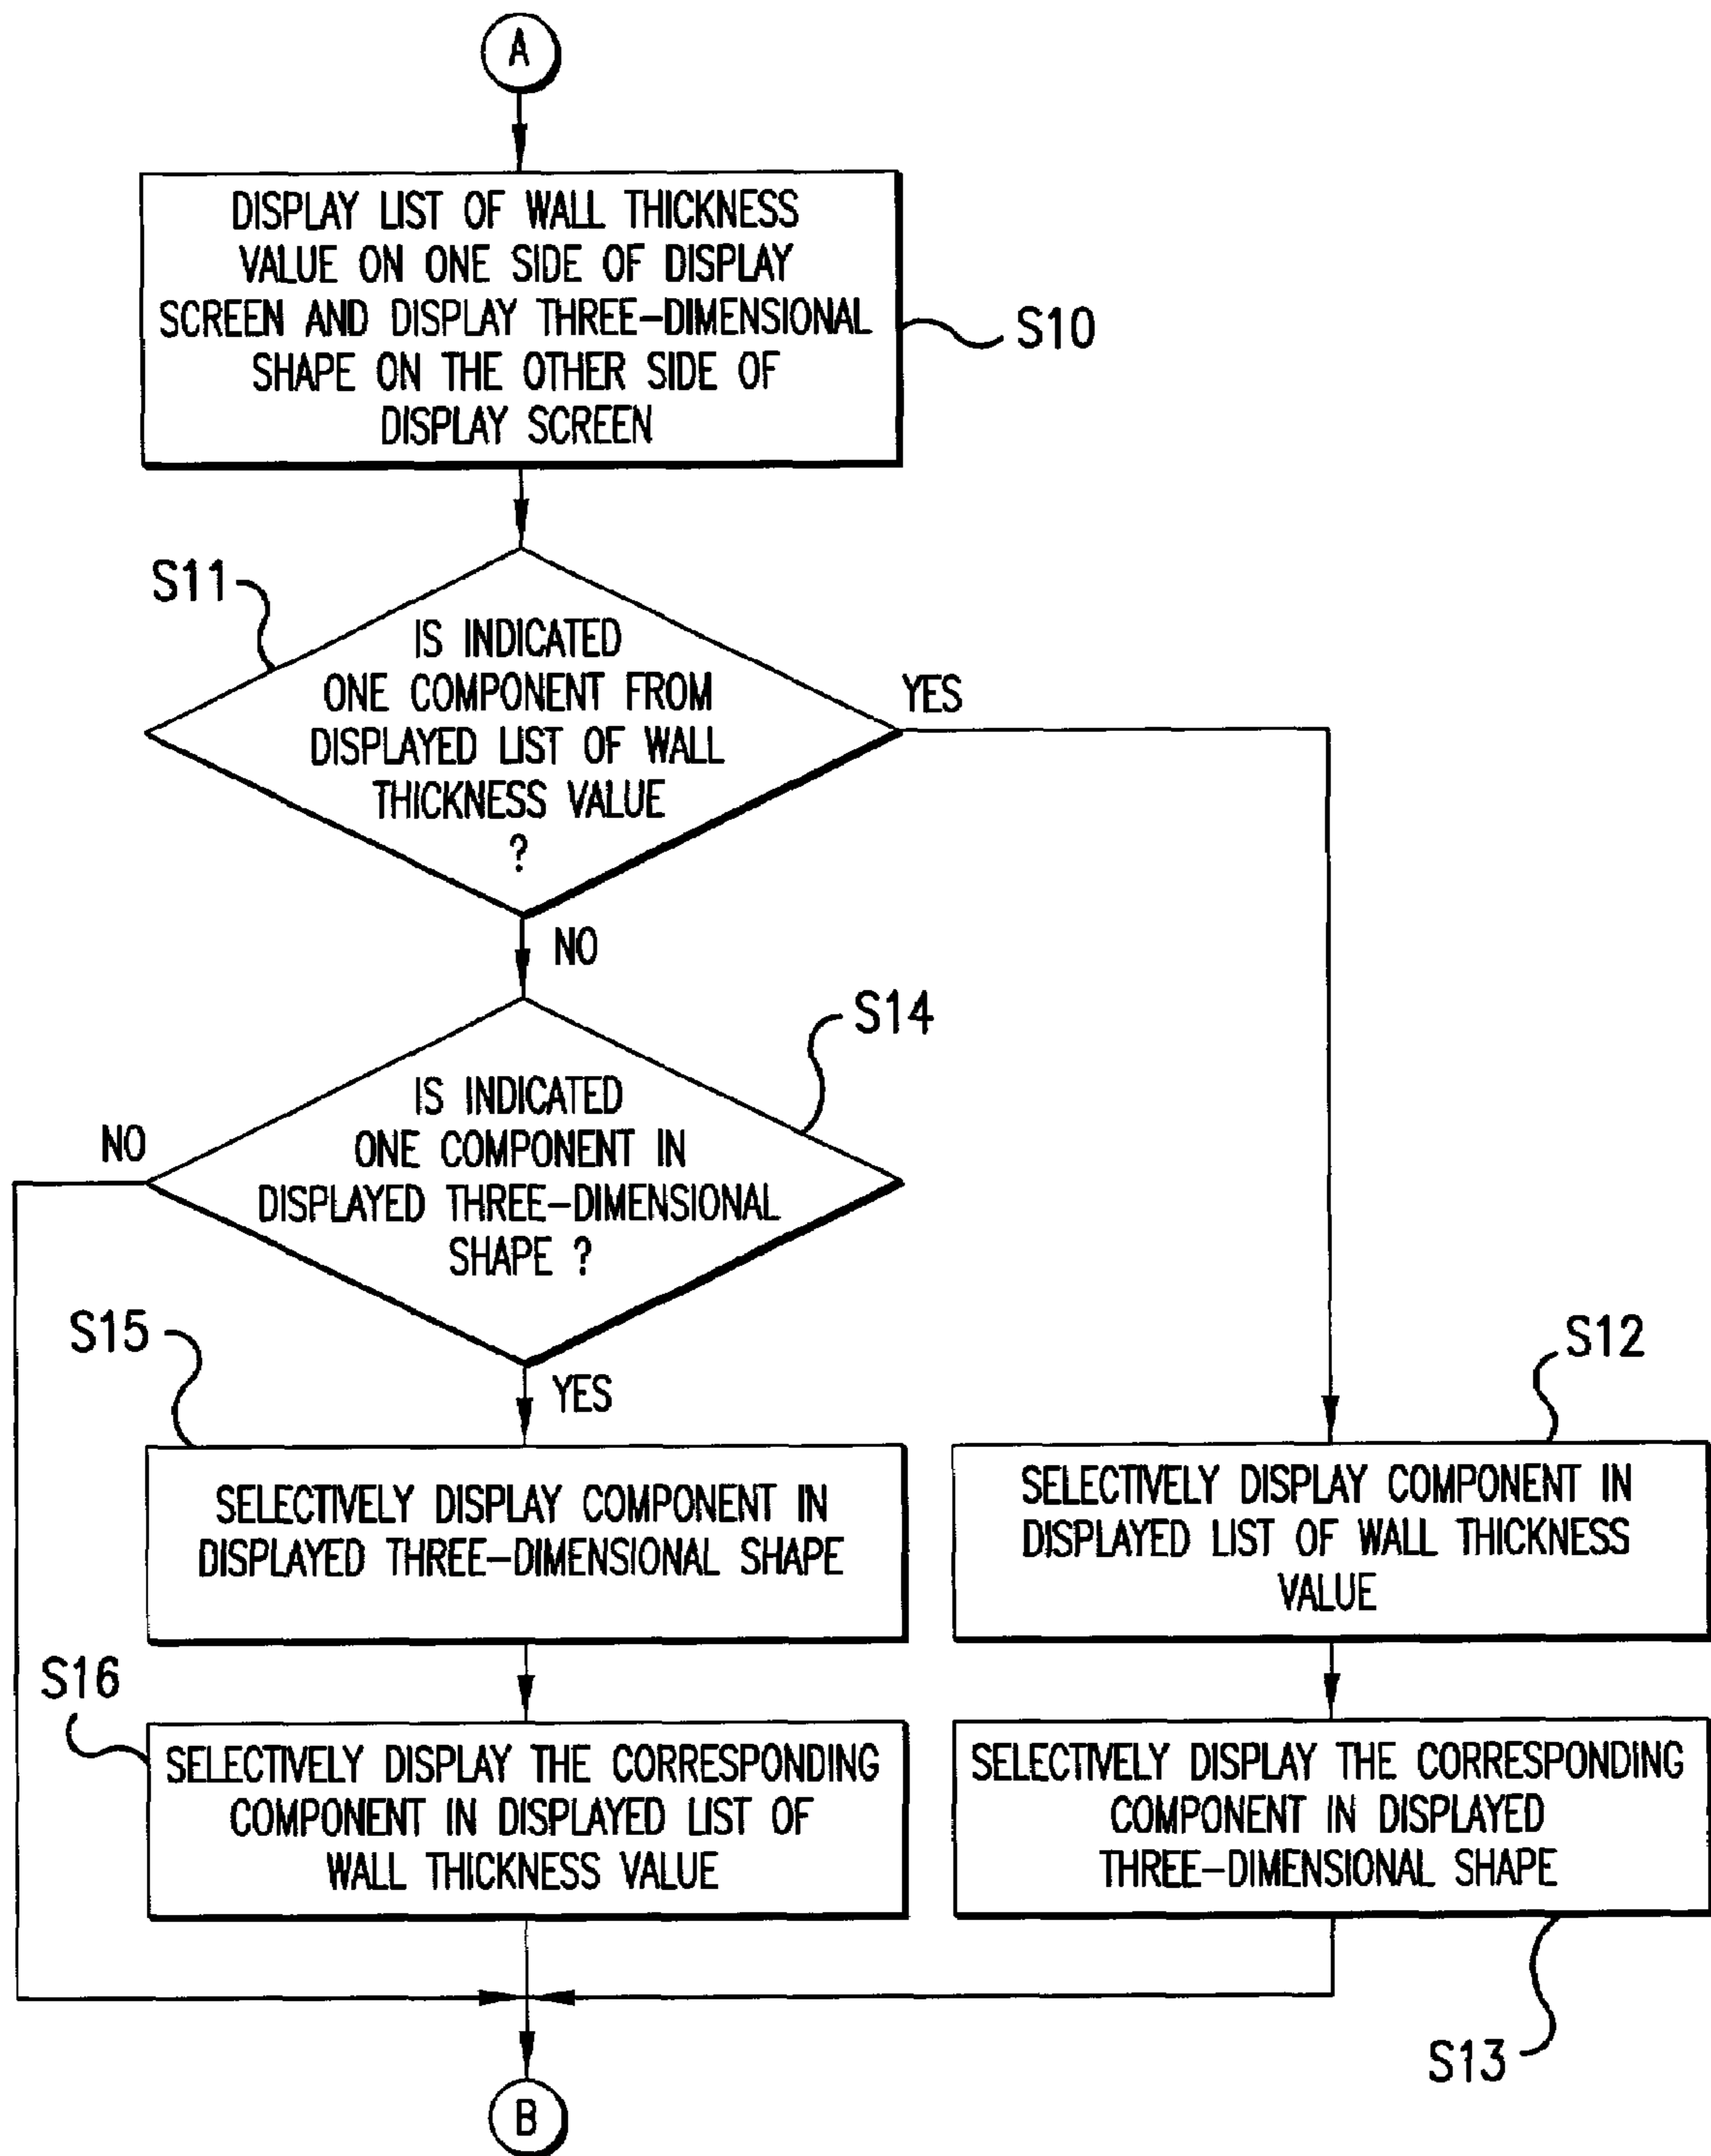 A
DISPLAY LIST OF WALL THICKNESS
VALUE ON ONE SIDE OF DISPLAY
SCREEN AND DISPLAY THREE-DIMENSIONAL
SHAPE ON THE OTHER SIDE OF
DISPLAY SCREEN
S10
S11
IS INDICATED
ONE COMPONENT FROM
DISPLAYED LIST OF WALL
THICKNESS VALUE
?
YES
NO
S14
IS INDICATED
ONE COMPONENT IN
DISPLAYED THREE-DIMENSIONAL
SHAPE ?
NO
YES
S15
SELECTIVELY DISPLAY COMPONENT IN
DISPLAYED THREE-DIMENSIONAL SHAPE
S12
SELECTIVELY DISPLAY COMPONENT IN
DISPLAYED LIST OF WALL THICKNESS
VALUE
S16
SELECTIVELY DISPLAY THE CORRESPONDING
COMPONENT IN DISPLAYED LIST OF
WALL THICKNESS VALUE
SELECTIVELY DISPLAY THE CORRESPONDING
COMPONENT IN DISPLAYED
THREE-DIMENSIONAL SHAPE
S13
B